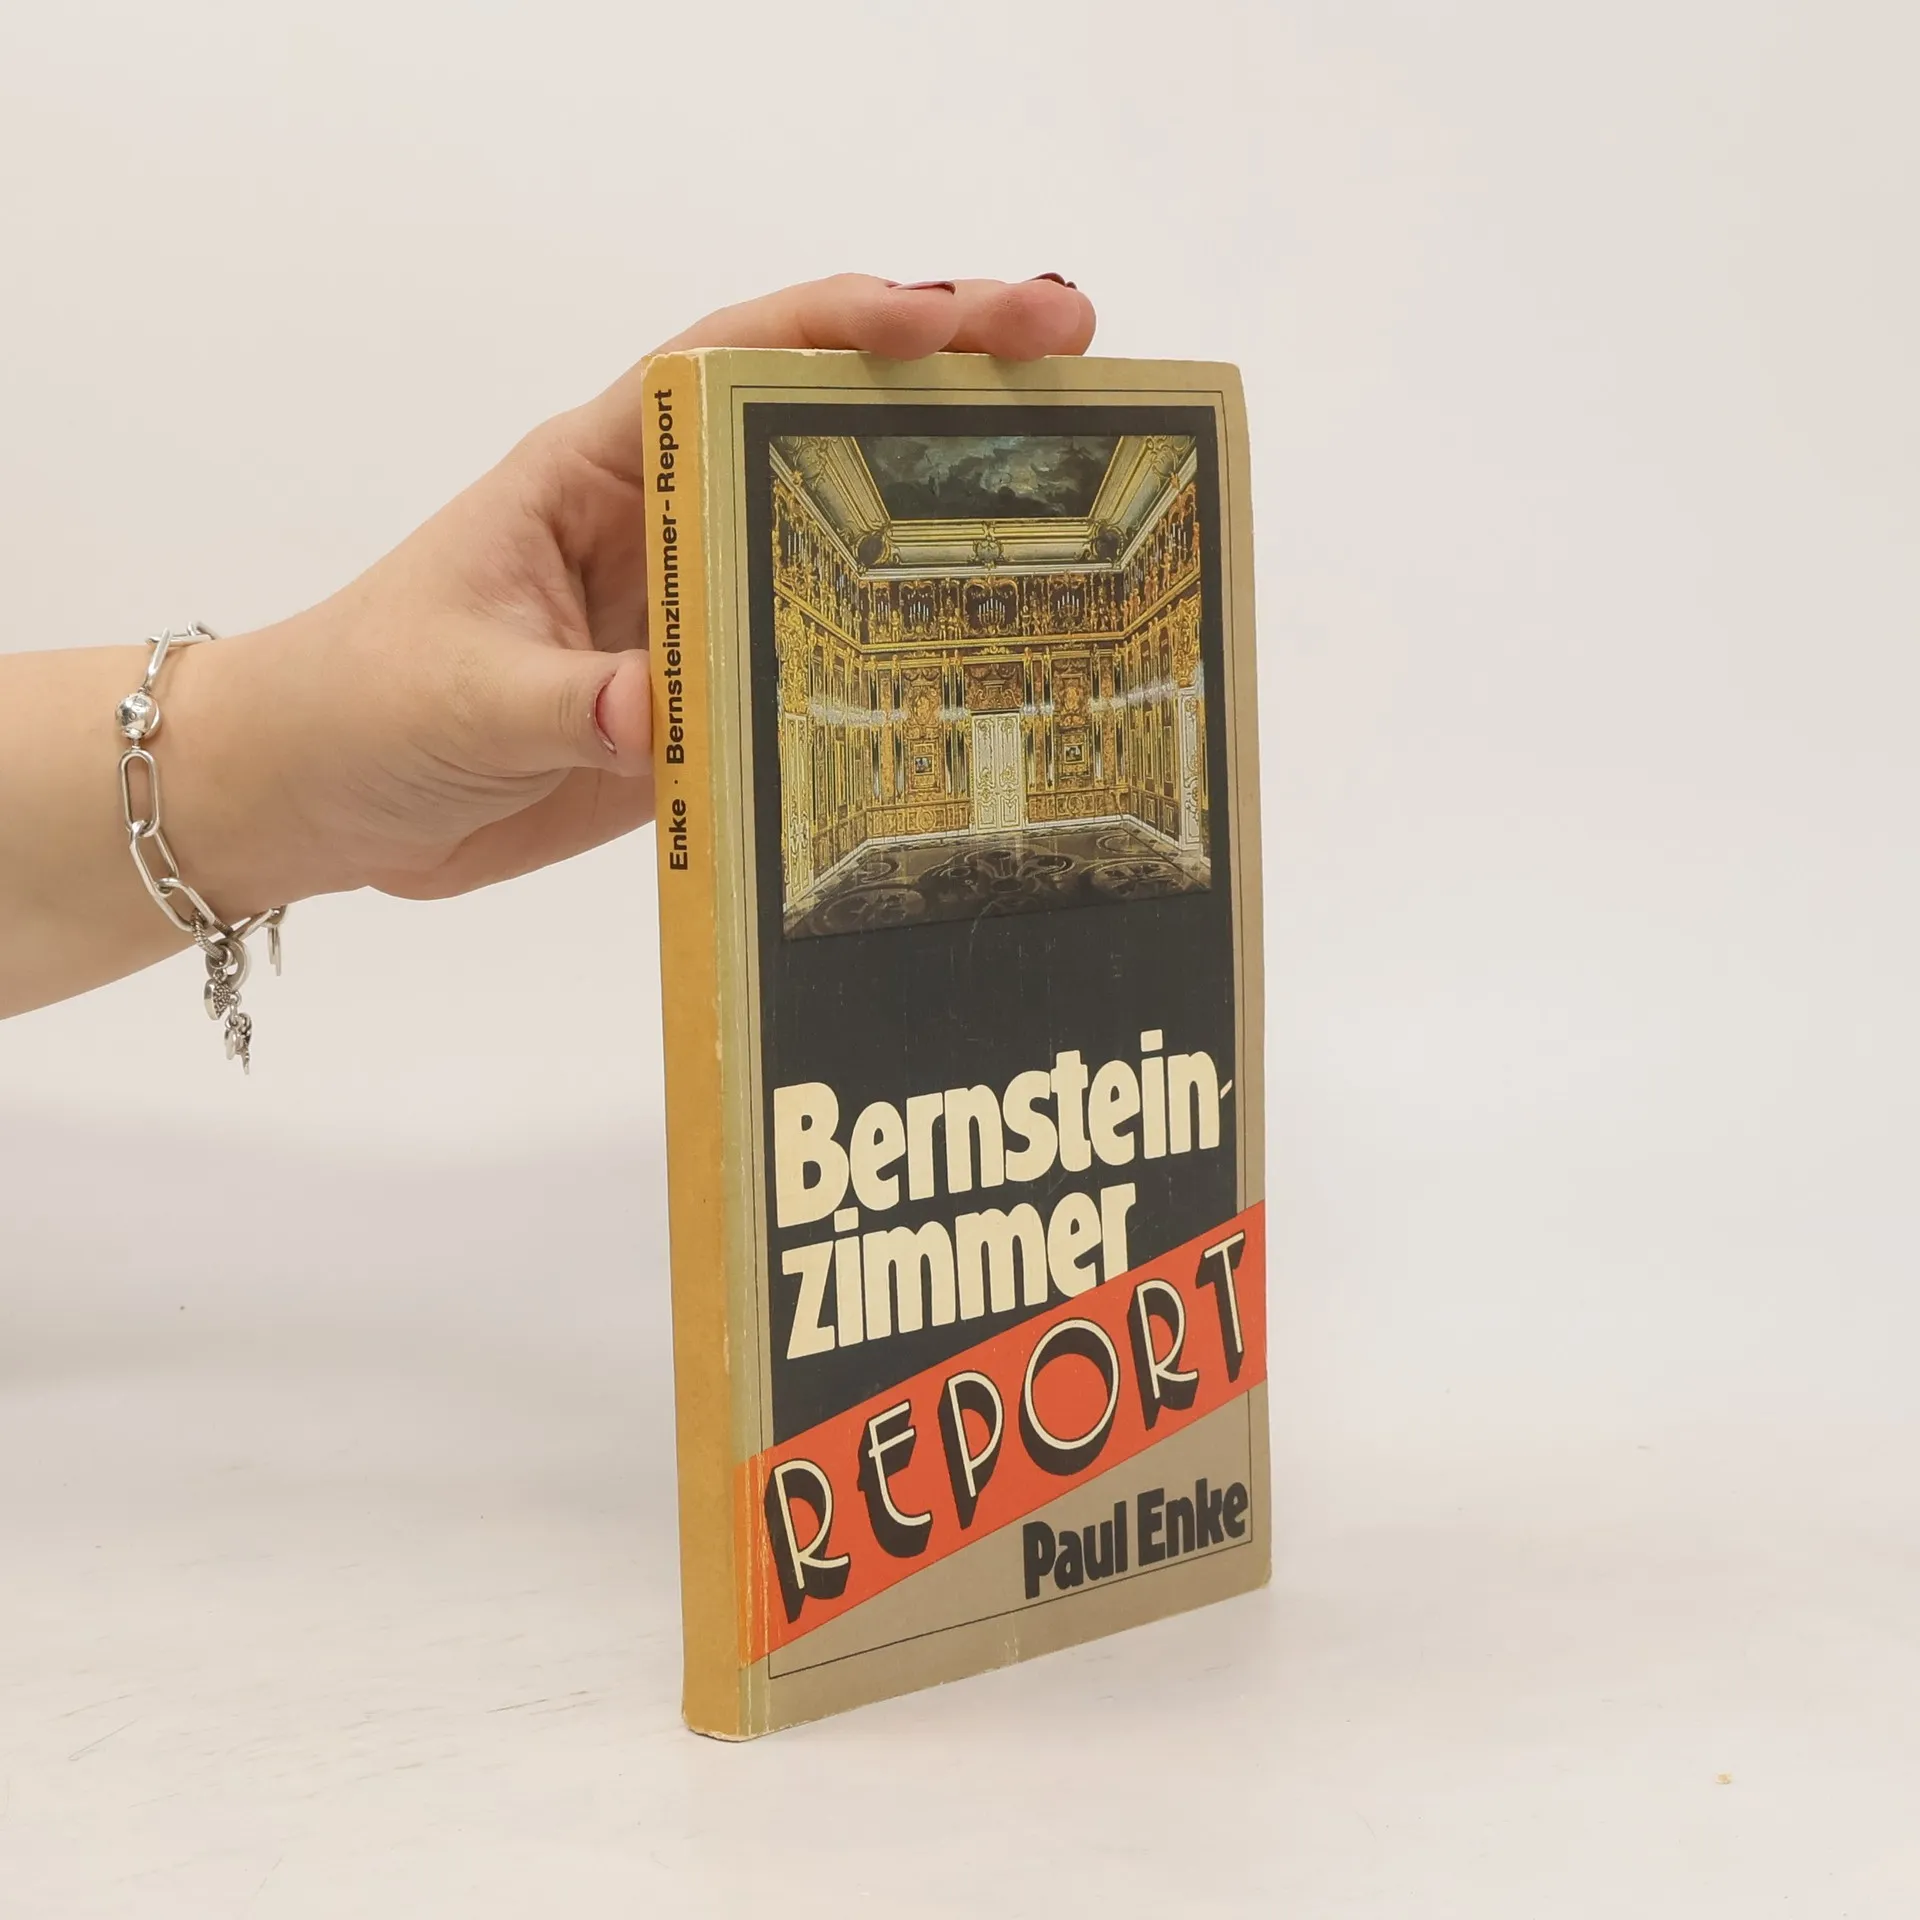 Enke · Bernsteinzimmer-Report
Bernstein-
zimmer
REPORT
Paul Enke